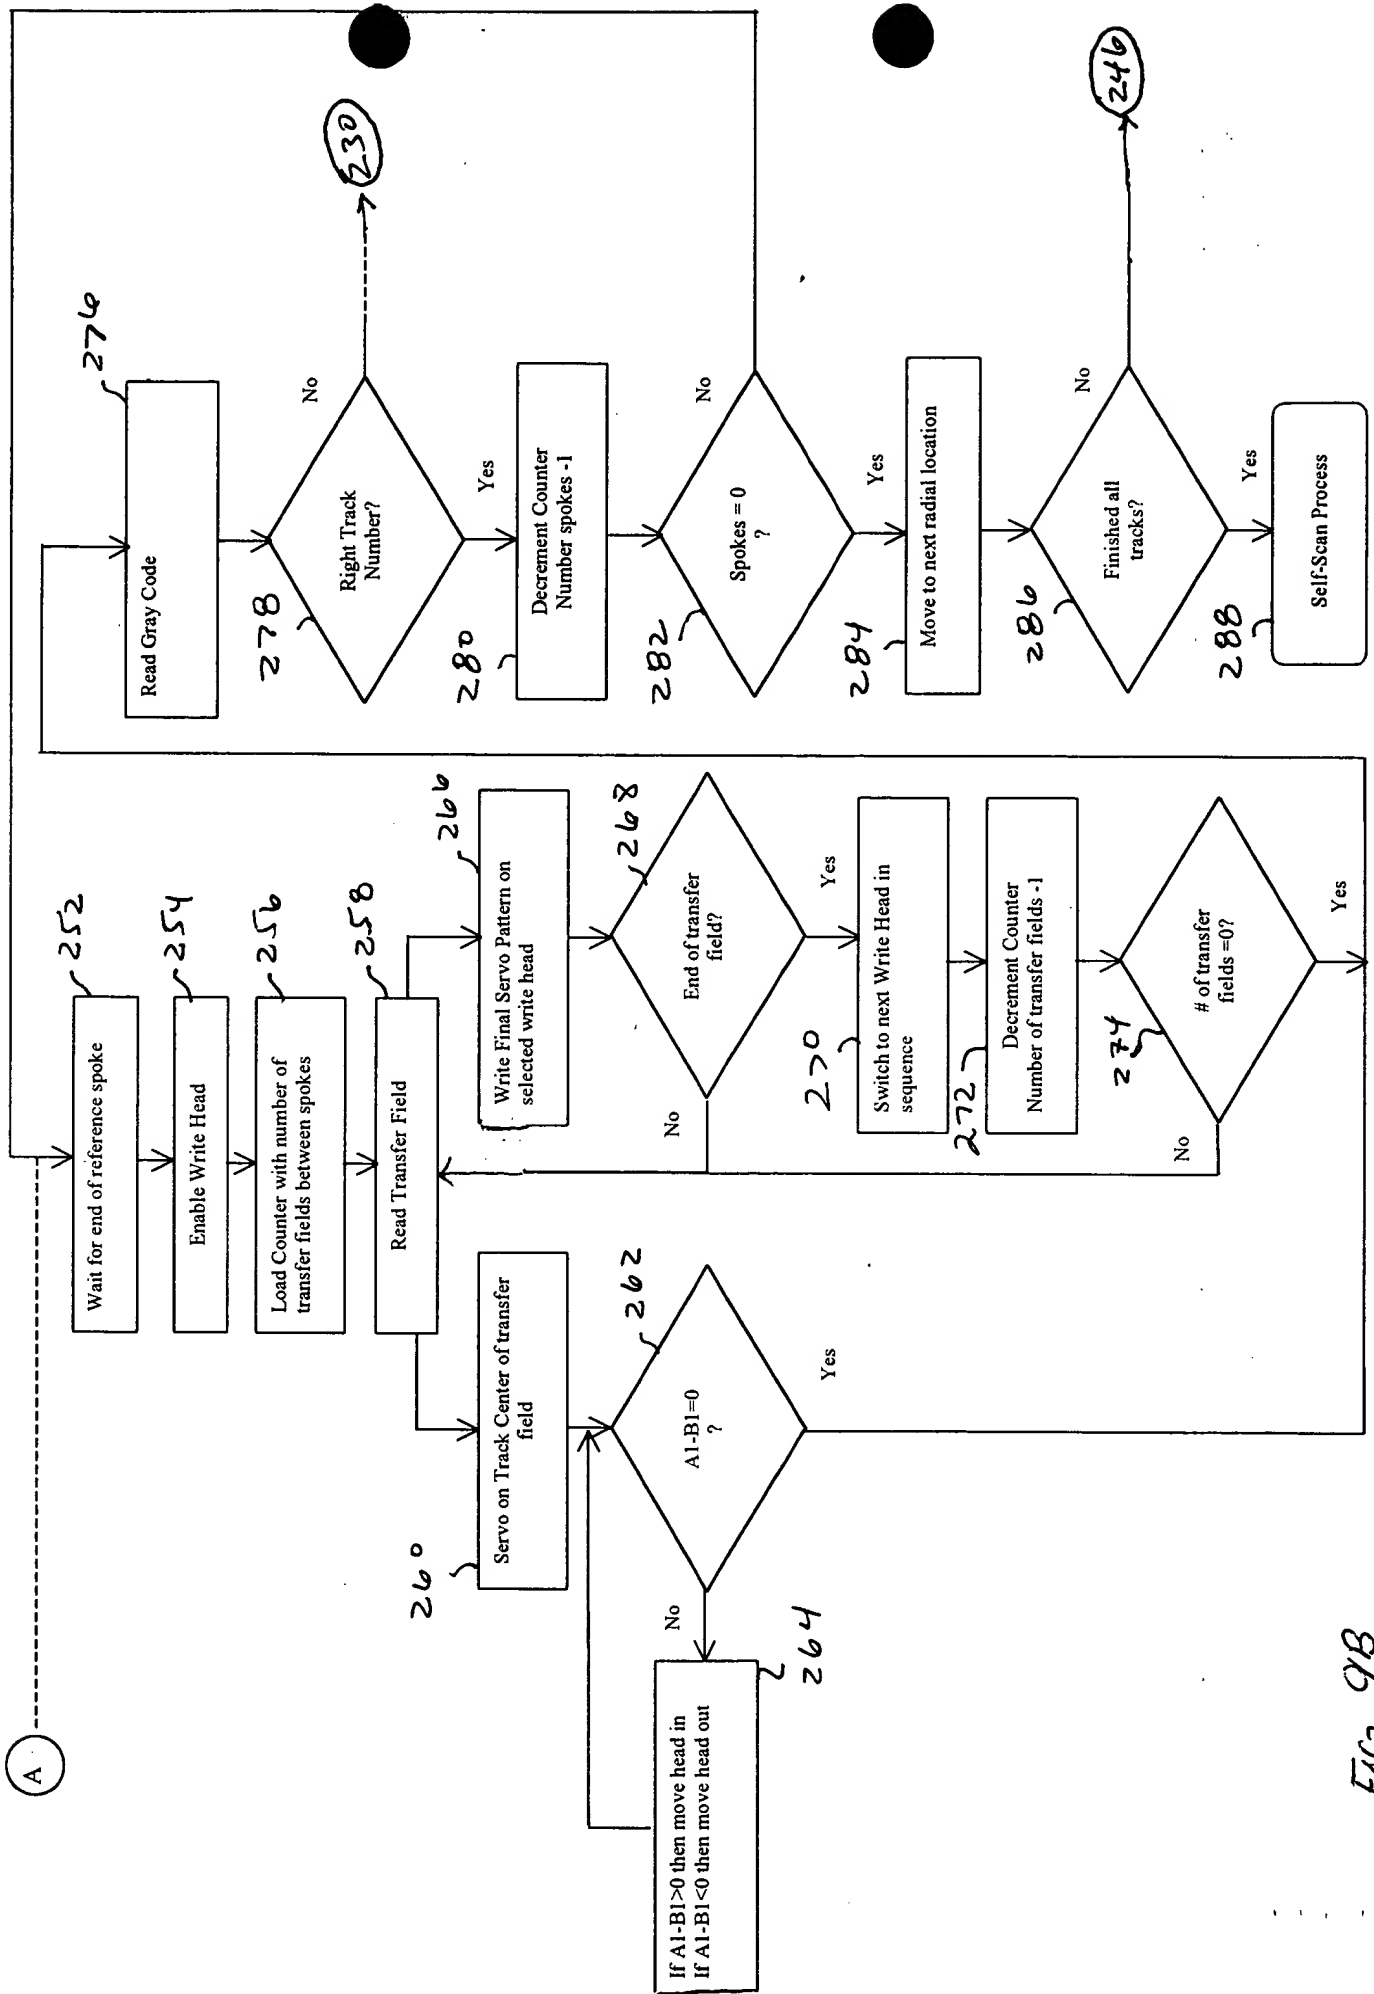 A
Wait for end of reference spoke
252
Enable Write Head
254
Load Counter with number of
transfer fields between spokes
256
Read Transfer Field
258
260
Servo on Track Center of transfer
field
A1-B1=0
?
262
No
Yes
If A1-B1>0 then move head in
If A1-B1<0 then move head out
264
Write Final Servo Pattern on
selected write head
266
End of transfer
field?
268
No
Yes
270
Switch to next Write Head in
sequence
272
Decrement Counter
Number of transfer fields -1
274
# of transfer
fields =0?
No
Yes
Read Gray Code
276
278
Right Track
Number?
No
230
Yes
280
Decrement Counter
Number spokes -1
282
Spokes = 0
?
No
Yes
284
Move to next radial location
286
Finished all
tracks?
No
246
Yes
288
Self-Scan Process
FIG 9B